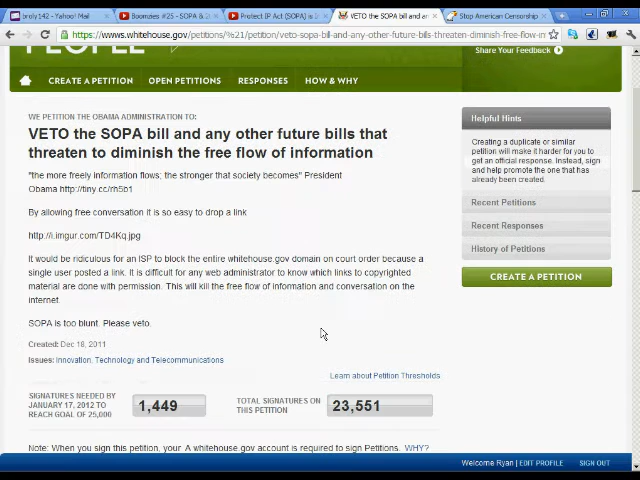 broly142 - Yahoo! Mail
Boomzies #25 - SOPA & 20
Protect IP Act (SOPA) is
VETO the SOPA bill and an
Stop American Censorship
https://www.whitehouse.gov/petitions/%21/petition/veto-sopa-bill-and-any-other-future-bills-threaten-diminish-free-flow-in
PEOPLE
Share Your Feedback
CREATE A PETITION OPEN PETITIONS RESPONSES HOW & WHY
WE PETITION THE OBAMA ADMINISTRATION TO:
VETO the SOPA bill and any other future bills that
threaten to diminish the free flow of information
"the more freely information flows; the stronger that society becomes" President
Obama http://tiny.cc/rh5b1
By allowing free conversation it is so easy to drop a link
http://i.imgur.com/TD4Kq.jpg
It would be ridiculous for an ISP to block the entire whitehouse.gov domain on court order because a
single user posted a link. It is difficult for any web administrator to know which links to copyrighted
material are done with permission. This will kill the free flow of information and conversation on the
internet.
SOPA is too blunt. Please veto.
Created: Dec 18, 2011
Issues: Innovation, Technology and Telecommunications
Learn about Petition Thresholds
SIGNATURES NEEDED BY
JANUARY 17, 2012 TO
REACH GOAL OF 25,000
1,449
TOTAL SIGNATURES ON
THIS PETITION
23,551
Note: When you sign this petition, your A whitehouse.gov account is required to sign Petitions. WHY?
Helpful Hints
Creating a duplicate or similar
petition will make it harder for you to
get an official response. Instead, sign
and help promote the one that has
already been created.
Recent Petitions
Recent Responses
History of Petitions
CREATE A PETITION
Welcome Ryan | EDIT PROFILE | SIGN OUT